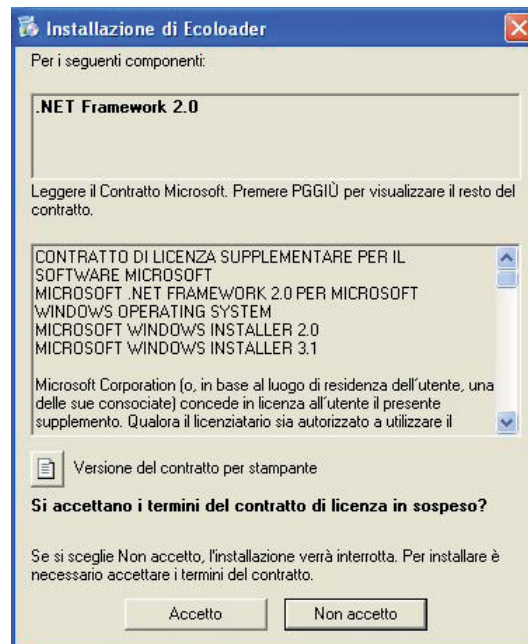 Installazione di Ecoloader
Per i seguenti componenti:
.NET Framework 2.0
Leggere il Contratto Microsoft. Premere PGGIÙ per visualizzare il resto del
contratto.
CONTRATTO DI LICENZA SUPPLEMENTARE PER IL
SOFTWARE MICROSOFT
MICROSOFT .NET FRAMEWORK 2.0 PER MICROSOFT
WINDOWS OPERATING SYSTEM
MICROSOFT WINDOWS INSTALLER 2.0
MICROSOFT WINDOWS INSTALLER 3.1
Microsoft Corporation (o, in base al luogo di residenza dell'utente, una
delle sue consociate) concede in licenza all'utente il presente
supplemento. Qualora il licenziatario sia autorizzato a utilizzare il
Versione del contratto per stampante
Si accettano i termini del contratto di licenza in sospeso?
Se si sceglie Non accetto, l'installazione verrà interrotta. Per installare è
necessario accettare i termini del contratto.
Accetto
Non accetto